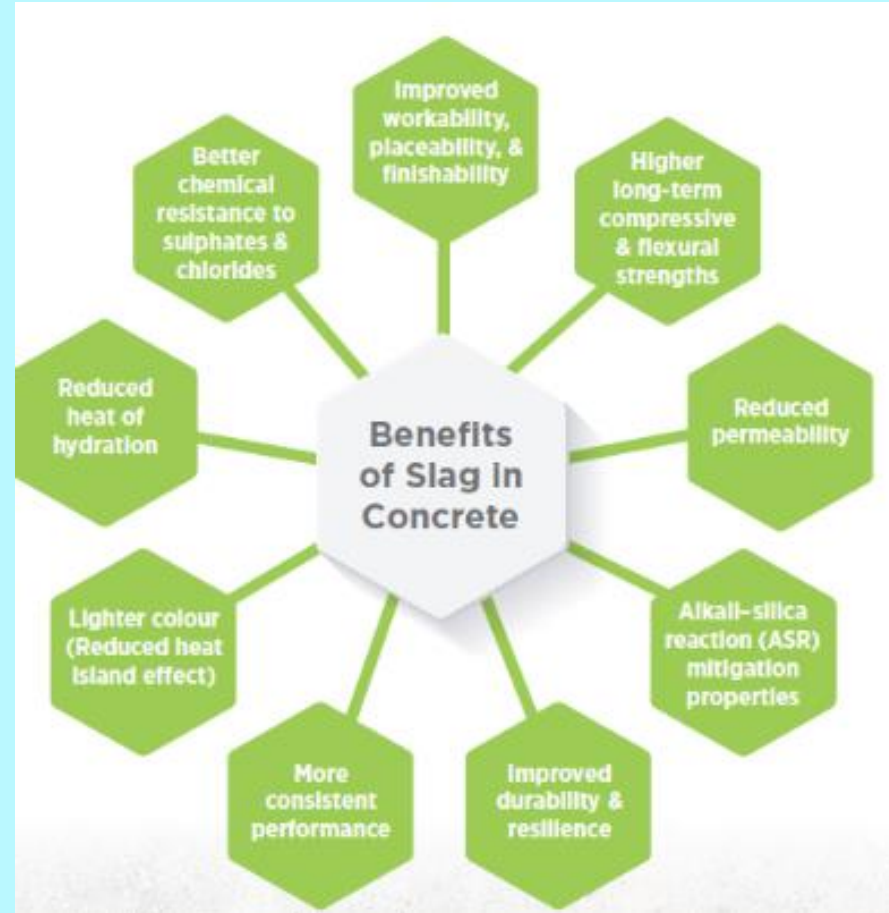 Benefits
of Slag in
Concrete
Improved
workability,
placeability, &
finishability
Higher
long-term
compressive
& flexural
strengths
Reduced
permeability
Alkali-silica
reaction (ASR)
mitigation
properties
Improved
durability &
resilience
More
consistent
performance
Lighter colour
(Reduced heat
island effect)
Reduced
heat of
hydration
Better
chemical
resistance to
sulphates &
chlorides